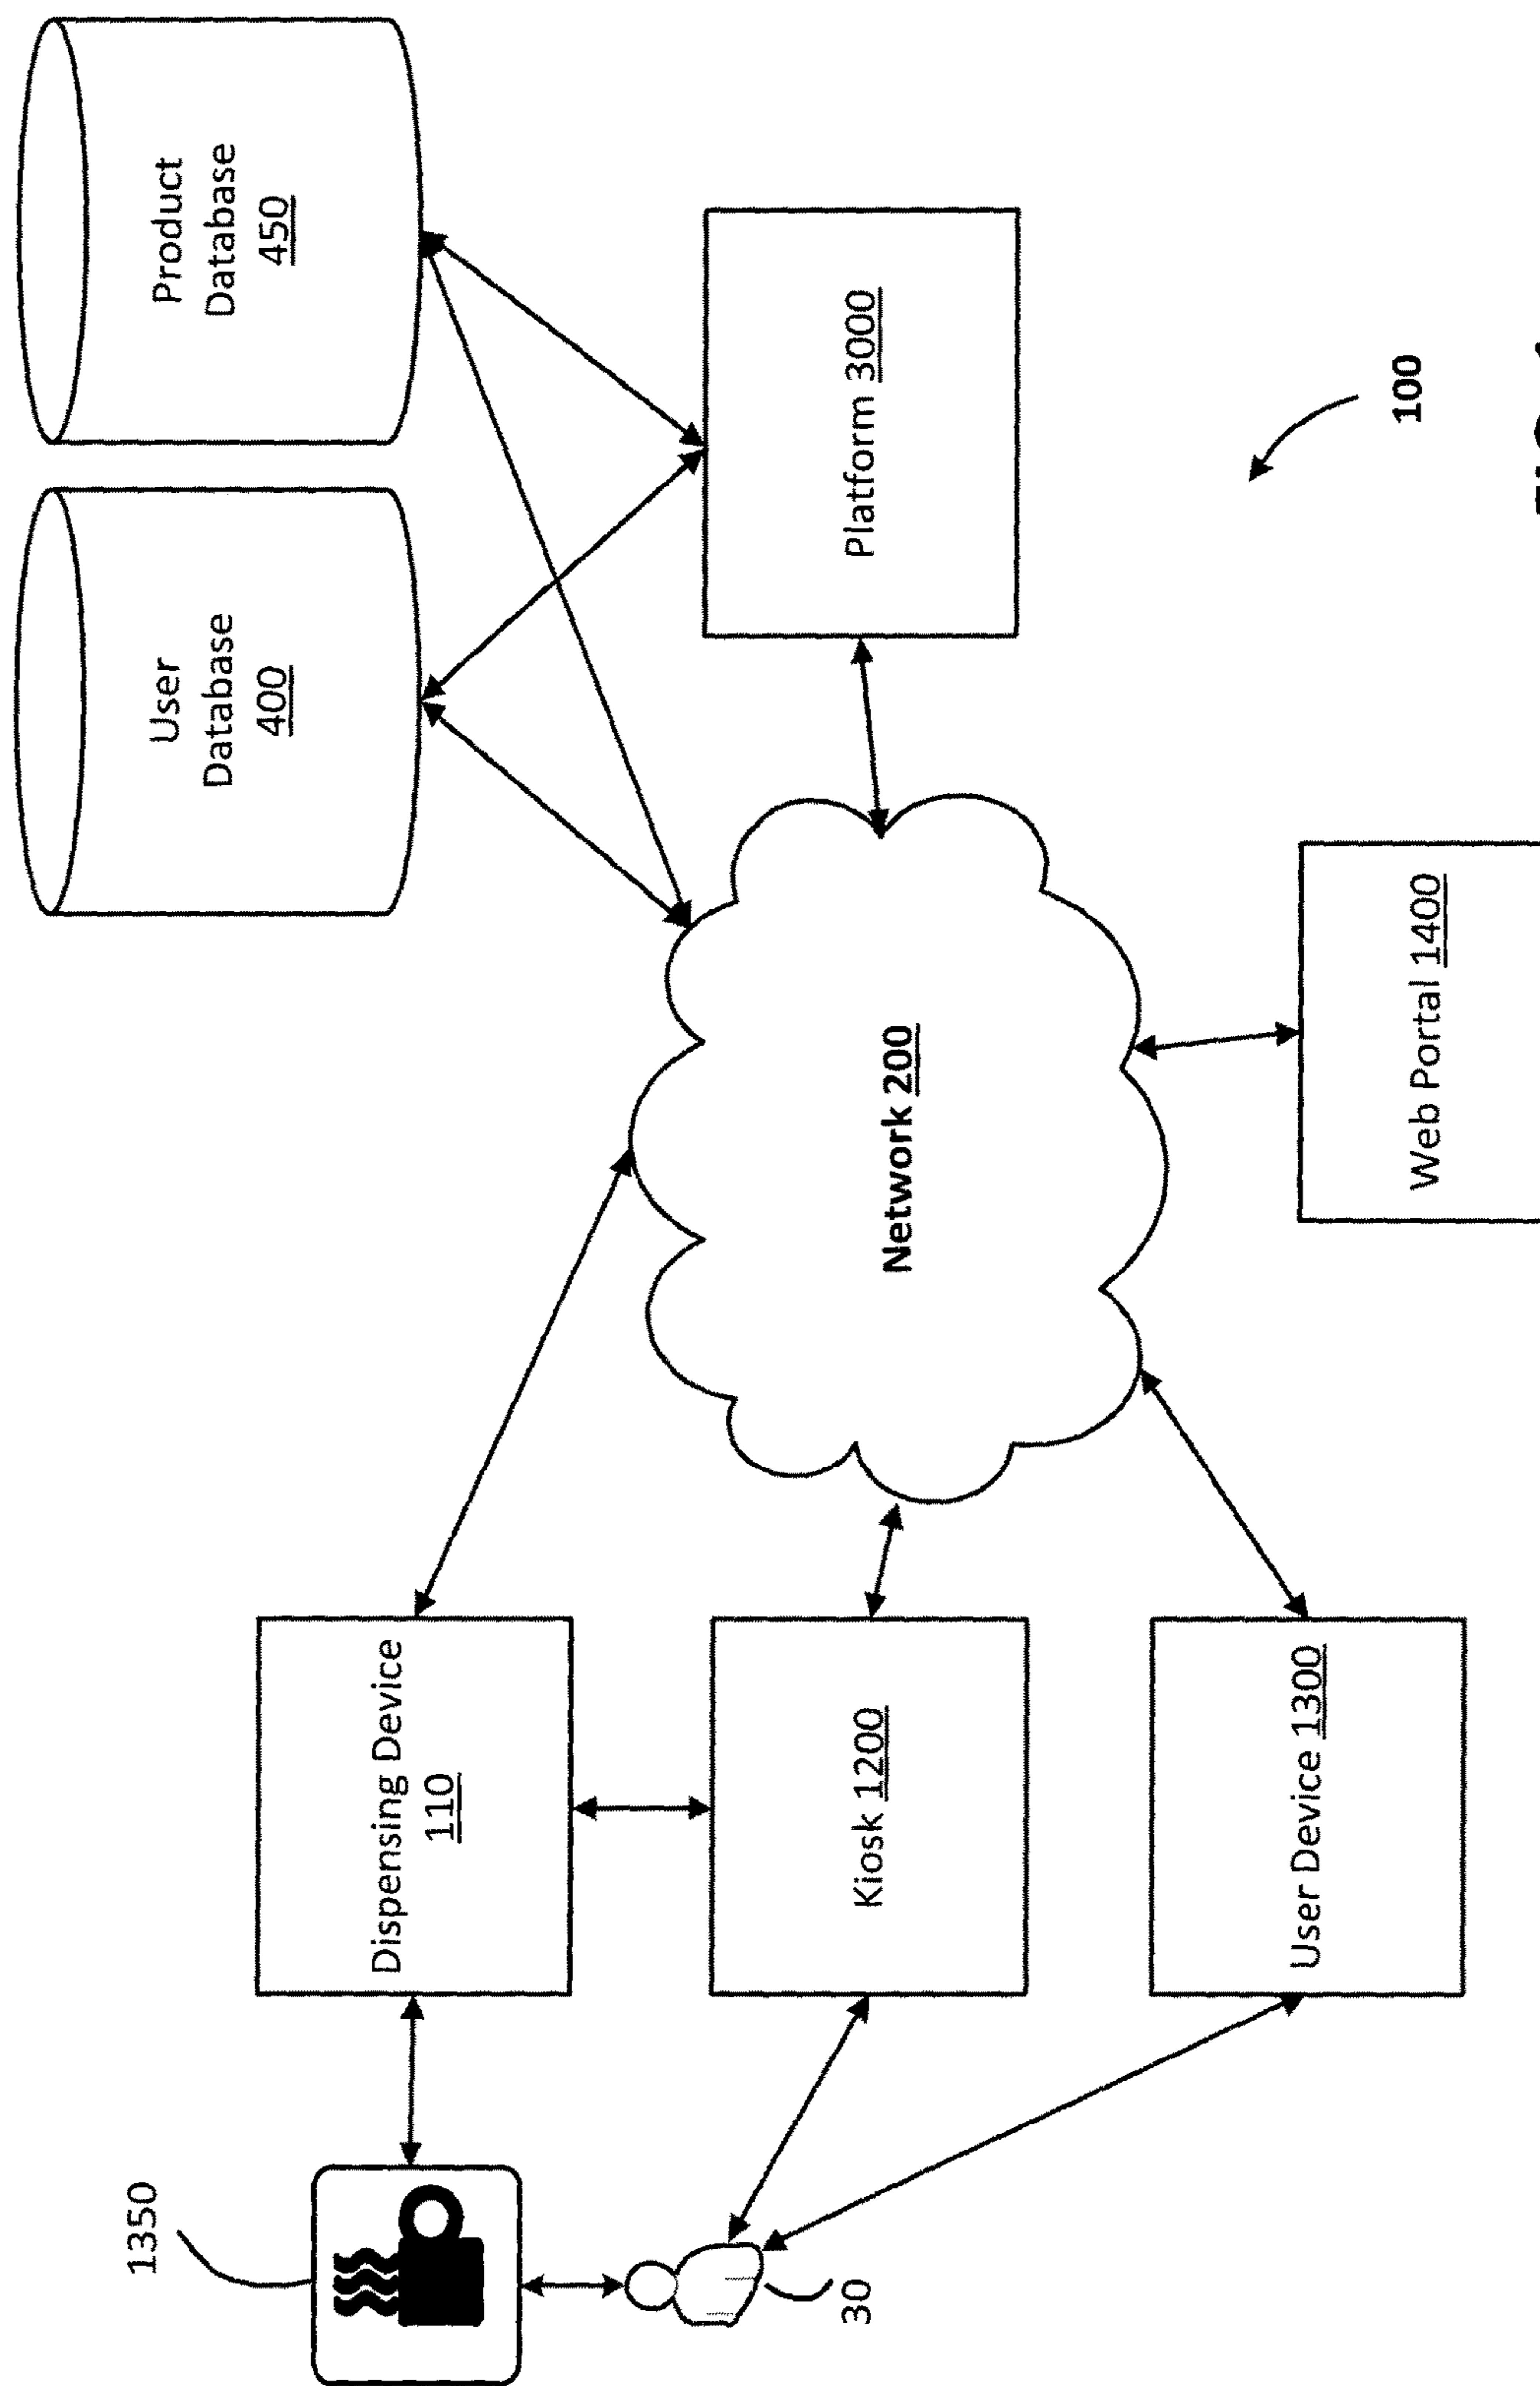 1350
30
Dispensing Device
110
Kiosk 1200
User Device 1300
Network 200
Web Portal 1400
User
Database
400
Product
Database
450
Platform 3000
100